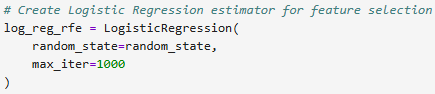 # Create Logistic Regression estimator for feature selection
log_reg_rfe = LogisticRegression(
    random_state=random_state,
    max_iter=1000
)